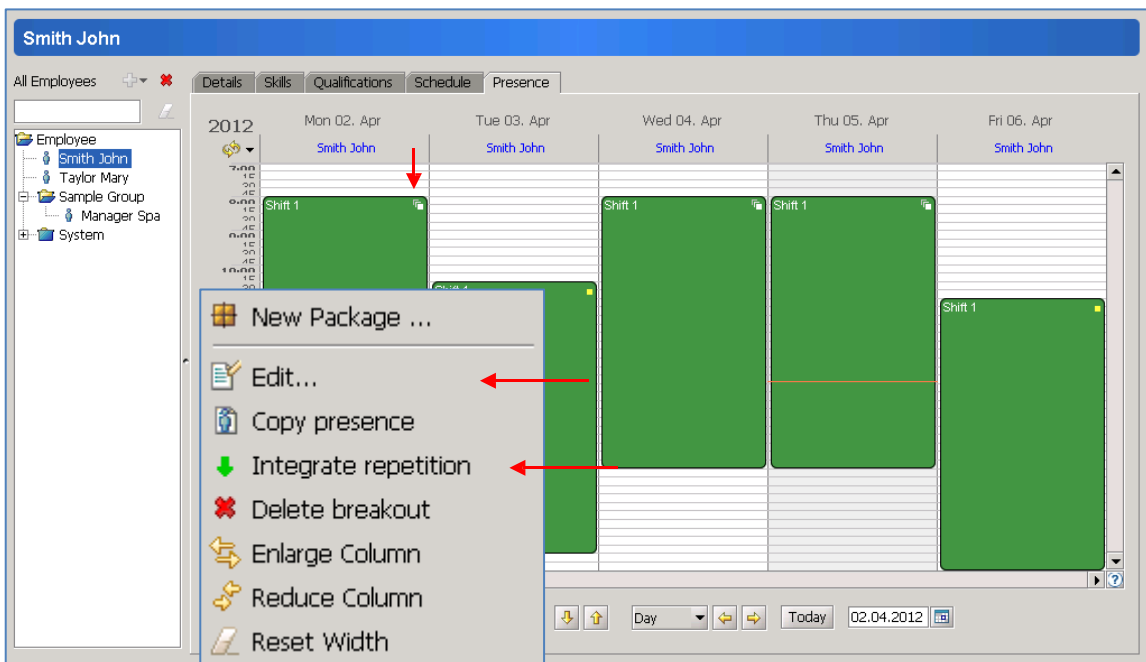 Smith John
All Employees
Details Skills Qualifications Schedule Presence
2012 Mon 02. Apr Tue 03. Apr Wed 04. Apr Thu 05. Apr Fri 06. Apr
Smith John Smith John Smith John Smith John Smith John
Employee
Smith John
Taylor Mary
Sample Group
Manager Spa
System
Shift 1 Shift 1 Shift 1
Shift 1
New Package ...
Edit...
Copy presence
Integrate repetition
Delete breakout
Enlarge Column
Reduce Column
Reset Width
Day Today 02.04.2012